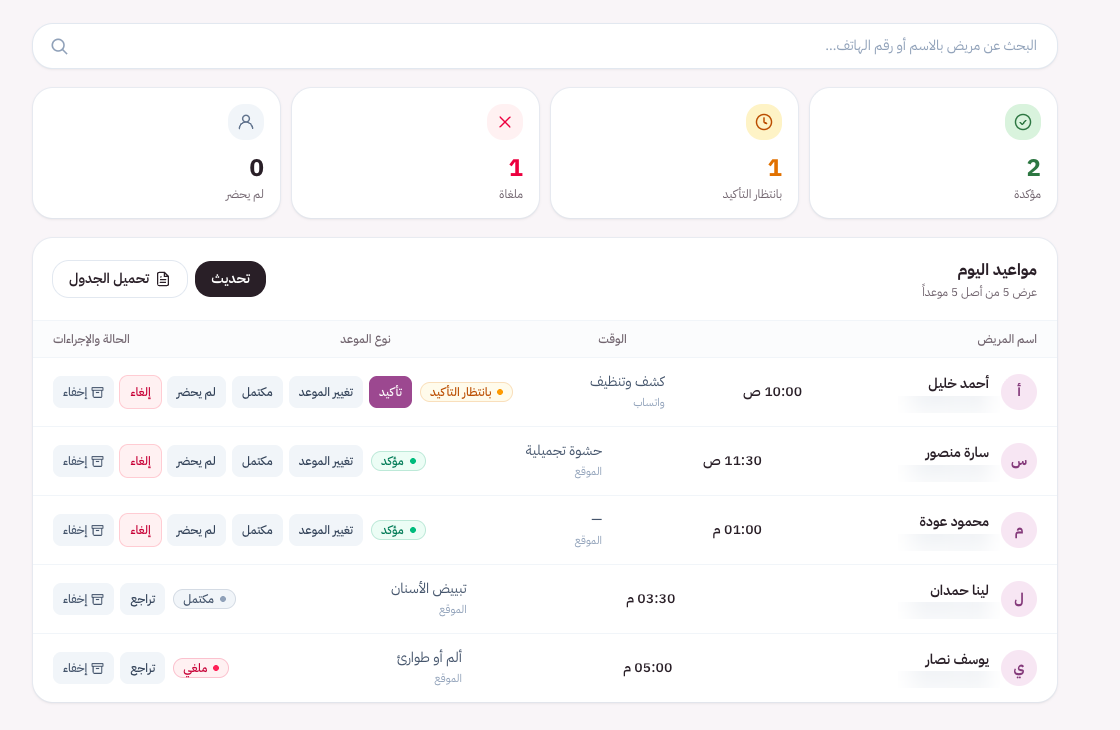 البحث عن مريض بالاسم أو رقم الهاتف...
2
مؤكدة
1
بانتظار التأكيد
1
ملغاة
0
لم يحضر
مواعيد اليوم
عرض 5 من أصل 5 موعداً
تحديث
تحميل الجدول
اسم المريض الوقت نوع الموعد الحالة والإجراءات
أ أحمد خليل 10:00 ص كشف وتنظيف بانتظار التأكيد تأكيد تغيير الموعد مكتمل لم يحضر إلغاء إخفاء
واتساب
س سارة منصور 11:30 ص حشوة تجميلية مؤكد تغيير الموعد مكتمل لم يحضر إلغاء إخفاء
الموقع
م محمود عودة 01:00 م — مؤكد تغيير الموعد مكتمل لم يحضر إلغاء إخفاء
الموقع
ل لينا حمدان 03:30 م تبييض الأسنان مكتمل تراجع إخفاء
الموقع
ي يوسف نصار 05:00 م ألم أو طوارئ ملغي تراجع إخفاء
الموقع